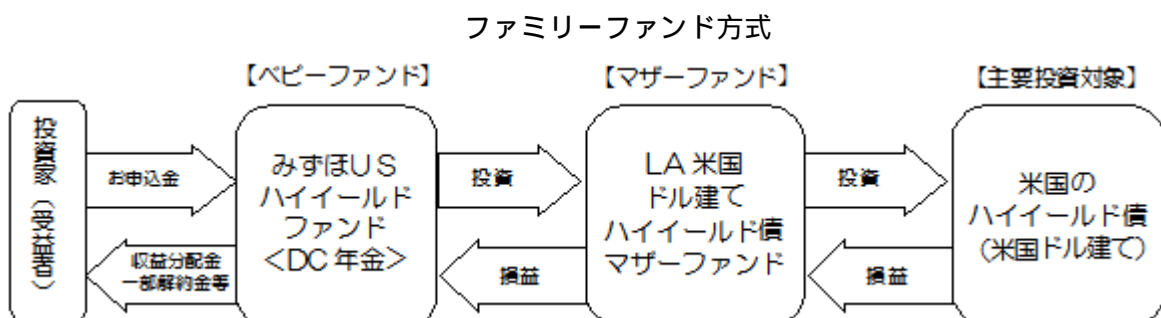 ファミリーファンド方式
【ベビーファンド】
【マザーファンド】
【主要投資対象】
投資家(受益者)
お申込金
収益分配金
一部解約金等
みずほUS
ハイイールド
ファンド
<DC年金>
投資
損益
LA米国
ドル建て
ハイイールド債
マザーファンド
投資
損益
米国の
ハイイールド債
(米国ドル建て)